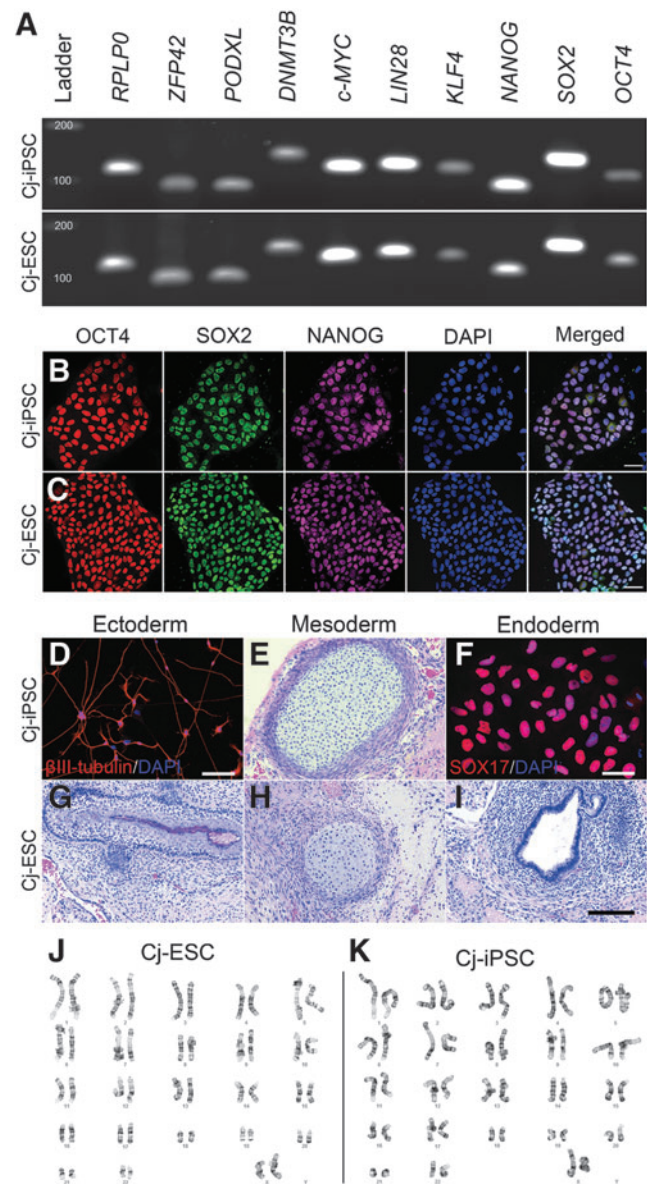 A
Ladder RPLP0 ZFP42 PODXL DNMT3B c-MYC LIN28 KLF4 NANOG SOX2 OCT4
Cj-iPSC
200
100
Cj-ESC
200
100
OCT4 SOX2 NANOG DAPI Merged
B
Cj-iPSC
C
Cj-ESC
Ectoderm Mesoderm Endoderm
D E F
Cj-iPSC
βIII-tubulin/DAPI SOX17/DAPI
G H I
Cj-ESC
J Cj-ESC K Cj-iPSC